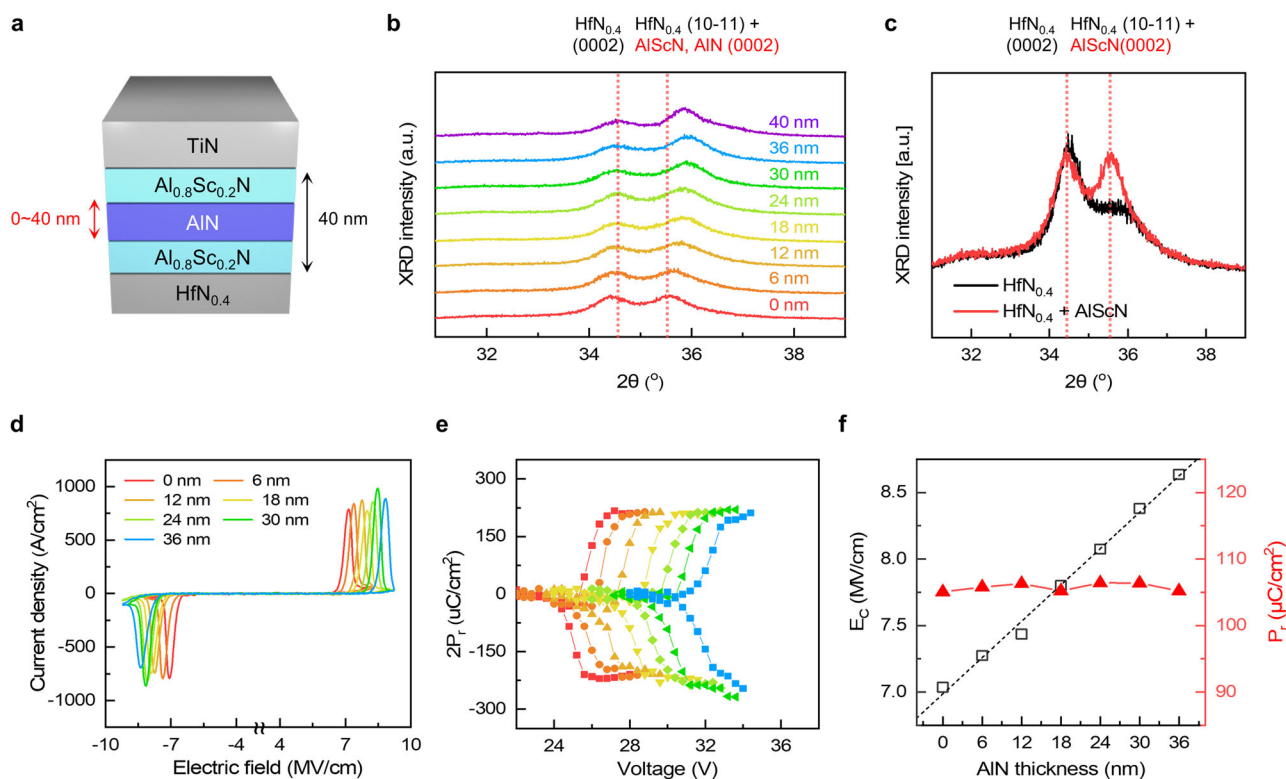 a
TiN
Al0.8Sc0.2N
AlN
Al0.8Sc0.2N
HfN0.4
0~40 nm
40 nm
b
HfN0.4 HfN0.4 (10-11) +
(0002) AlScN, AlN (0002)
XRD intensity (a.u.)
40 nm
36 nm
30 nm
24 nm
18 nm
12 nm
6 nm
0 nm
32 34 36 38
2θ (°)
c
HfN0.4 HfN0.4 (10-11) +
(0002) AlScN(0002)
XRD intensity [a.u.]
HfN0.4
HfN0.4 + AlScN
32 34 36 38
2θ (°)
d
Current density (A/cm2)
1000
500
0
-500
-1000
0 nm 6 nm
12 nm 18 nm
24 nm 30 nm
36 nm
-10 -7 -4 4 7 10
Electric field (MV/cm)
e
2Pr (uC/cm2)
300
150
0
-150
-300
22 25 28 31 34 38
Voltage (V)
f
EC (MV/cm)
8.5
8.0
7.5
7.0
0 6 12 18 24 30 36
AlN thickness (nm)
120
110
100
90
Pr (μC/cm2)